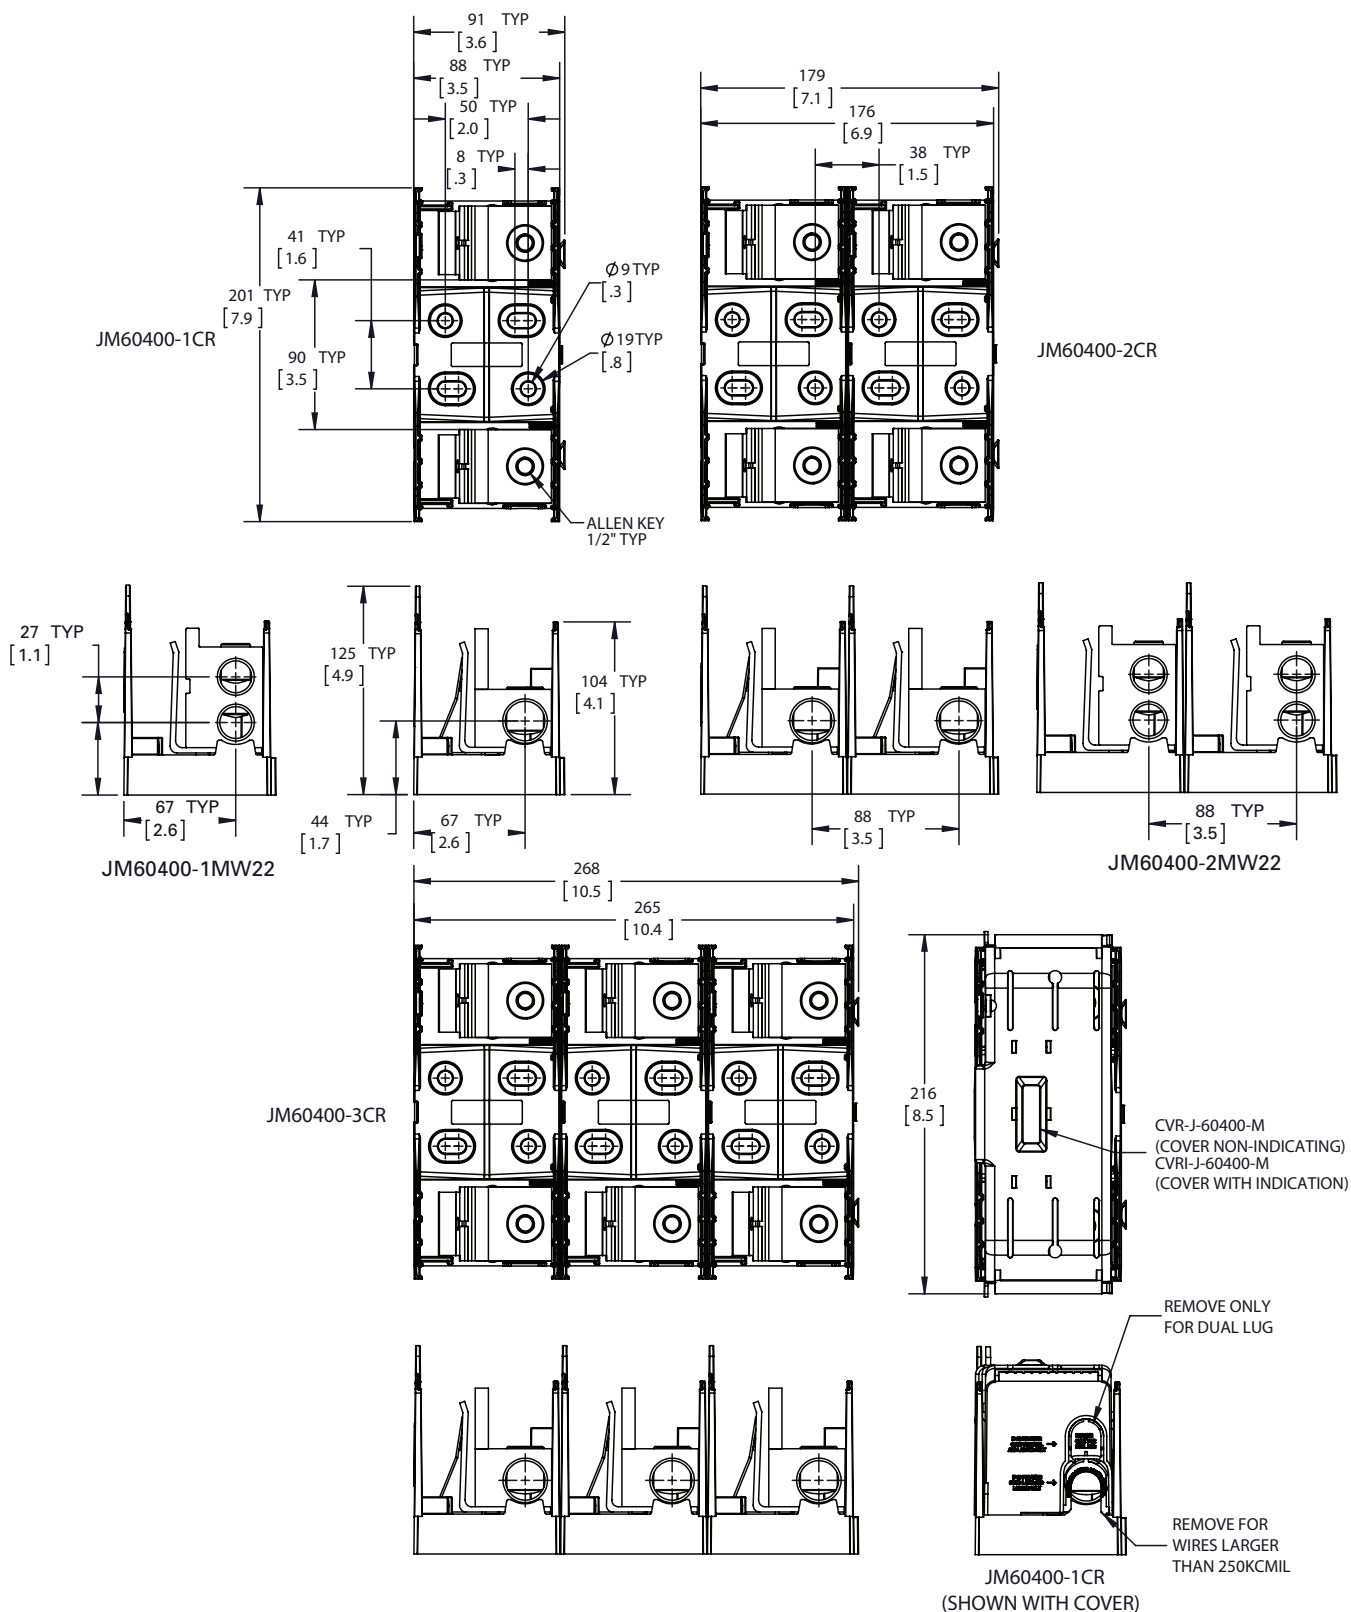 91 TYP
[3.6]
88 TYP
[3.5]
50 TYP
[2.0]
8 TYP
[.3]
179
[7.1]
176
[6.9]
38 TYP
[1.5]
41 TYP
[1.6]
201 TYP
[7.9]
90 TYP
[3.5]
Ø9 TYP
[.3]
Ø19 TYP
[.8]
JM60400-1CR
JM60400-2CR
ALLEN KEY
1/2" TYP
27 TYP
[1.1]
125 TYP
[4.9]
104 TYP
[4.1]
67 TYP
[2.6]
44 TYP
[1.7]
67 TYP
[2.6]
88 TYP
[3.5]
88 TYP
[3.5]
JM60400-1MW22
JM60400-2MW22
268
[10.5]
265
[10.4]
JM60400-3CR
216
[8.5]
CVR-J-60400-M
(COVER NON-INDICATING)
CVRI-J-60400-M
(COVER WITH INDICATION)
REMOVE ONLY
FOR DUAL LUG
REMOVE FOR
WIRES LARGER
THAN 250KCMIL
JM60400-1CR
(SHOWN WITH COVER)